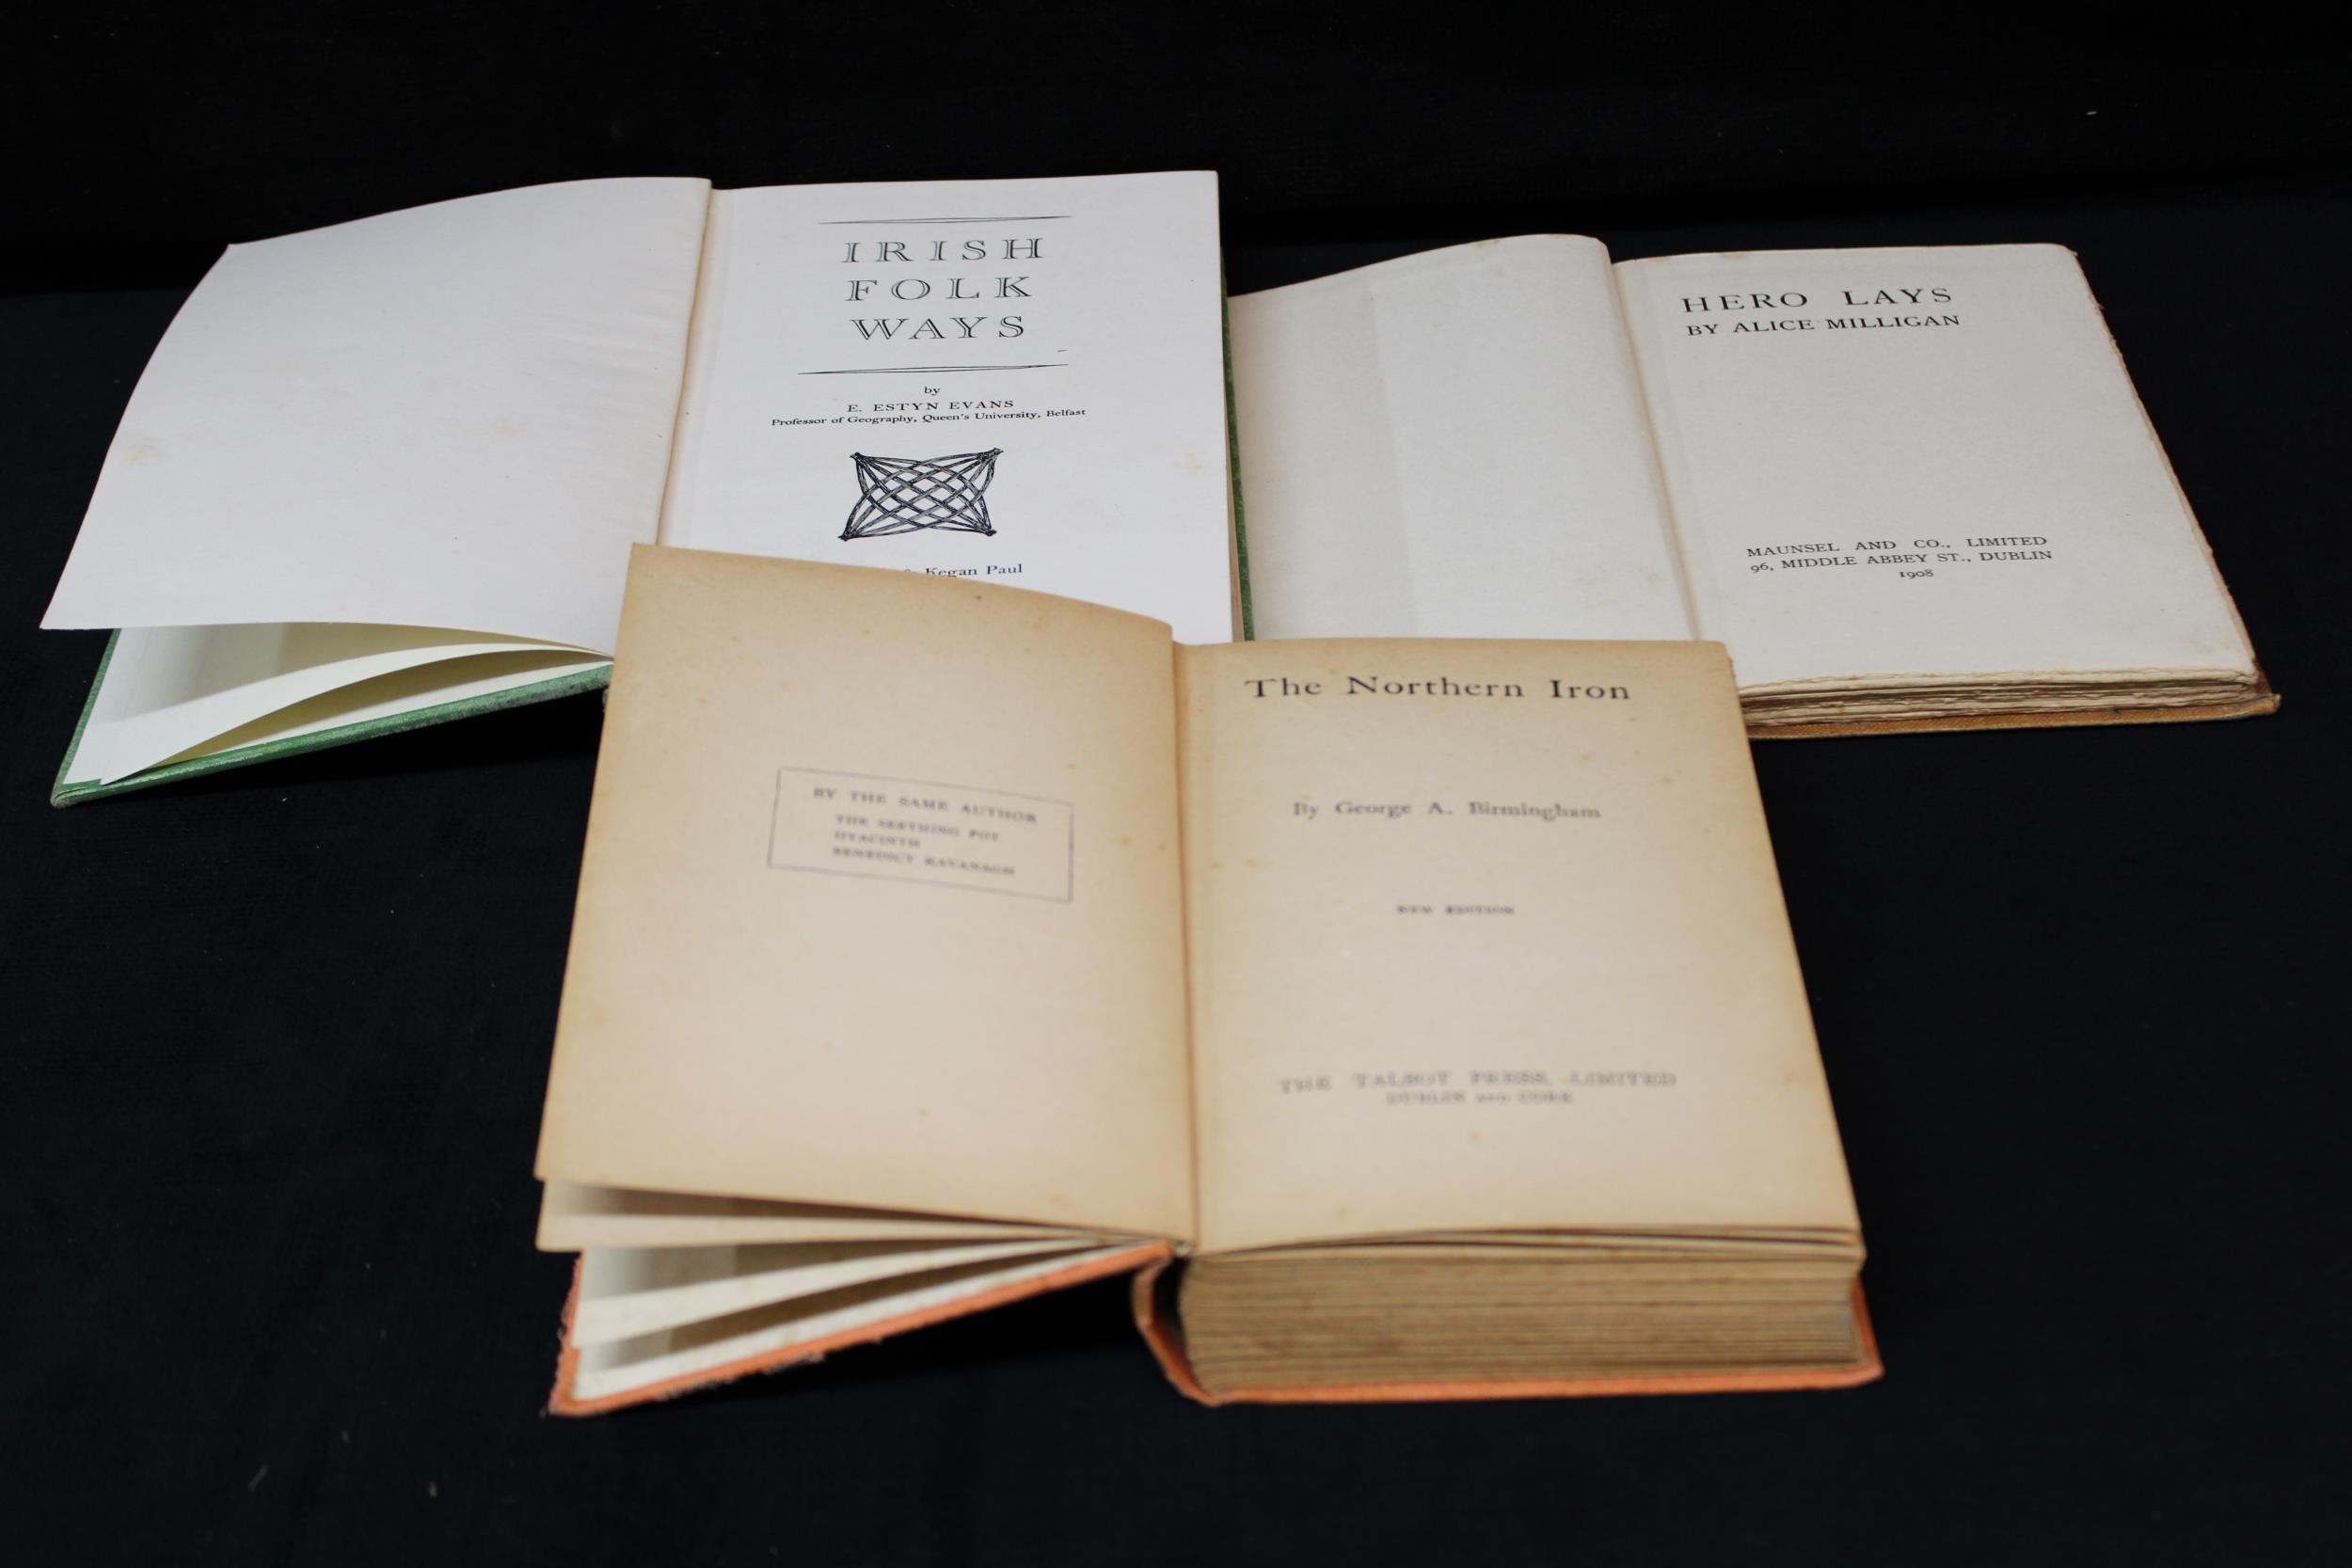 IRISH
FOLK
WAYS
by
E. ESTYN EVANS
Professor of Geography, Queen's University, Belfast
Kegan Paul
HERO LAYS
BY ALICE MILLIGAN
MAUNSEL AND CO., LIMITED
96, MIDDLE ABBEY ST., DUBLIN
1908
BY THE SAME AUTHOR
THE SEETHING POT
HYACINTH
BENEDICT KAVANAGH
The Northern Iron
By George A. Birmingham
NEW EDITION
THE TALBOT PRESS, LIMITED
DUBLIN AND CORK